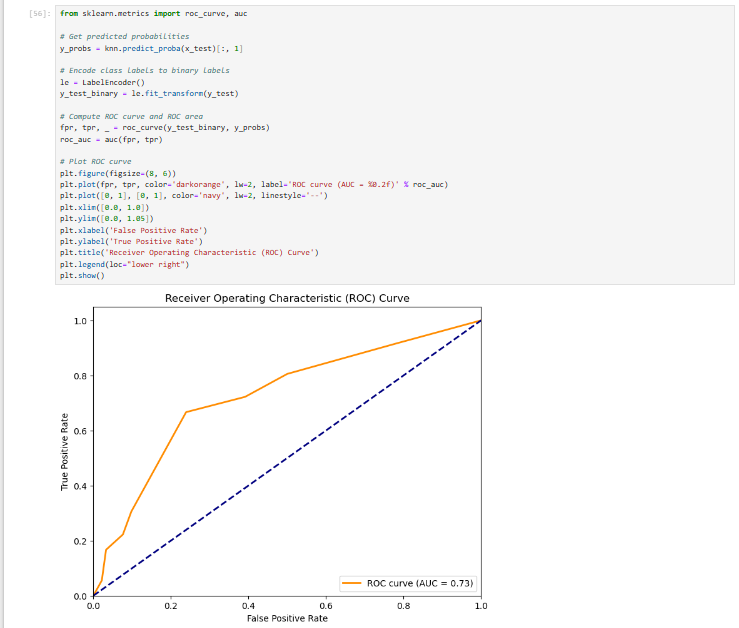 [56]: from sklearn.metrics import roc_curve, auc
# Get predicted probabilities
y_probs = knn.predict_proba(x_test)[:, 1]
# Encode class labels to binary labels
le = LabelEncoder()
y_test_binary = le.fit_transform(y_test)
# Compute ROC curve and ROC area
fpr, tpr, _ = roc_curve(y_test_binary, y_probs)
roc_auc = auc(fpr, tpr)
# Plot ROC curve
plt.figure(figsize=(8, 6))
plt.plot(fpr, tpr, color='darkorange', lw=2, label='ROC curve (AUC = %0.2f)' % roc_auc)
plt.plot([0, 1], [0, 1], color='navy', lw=2, linestyle='--')
plt.xlim([0.0, 1.0])
plt.ylim([0.0, 1.05])
plt.xlabel('False Positive Rate')
plt.ylabel('True Positive Rate')
plt.title('Receiver Operating Characteristic (ROC) Curve')
plt.legend(loc="lower right")
plt.show()
Receiver Operating Characteristic (ROC) Curve
1.0
0.8
0.6
0.4
0.2
0.0
True Positive Rate
ROC curve (AUC = 0.73)
0.0 0.2 0.4 0.6 0.8 1.0
False Positive Rate